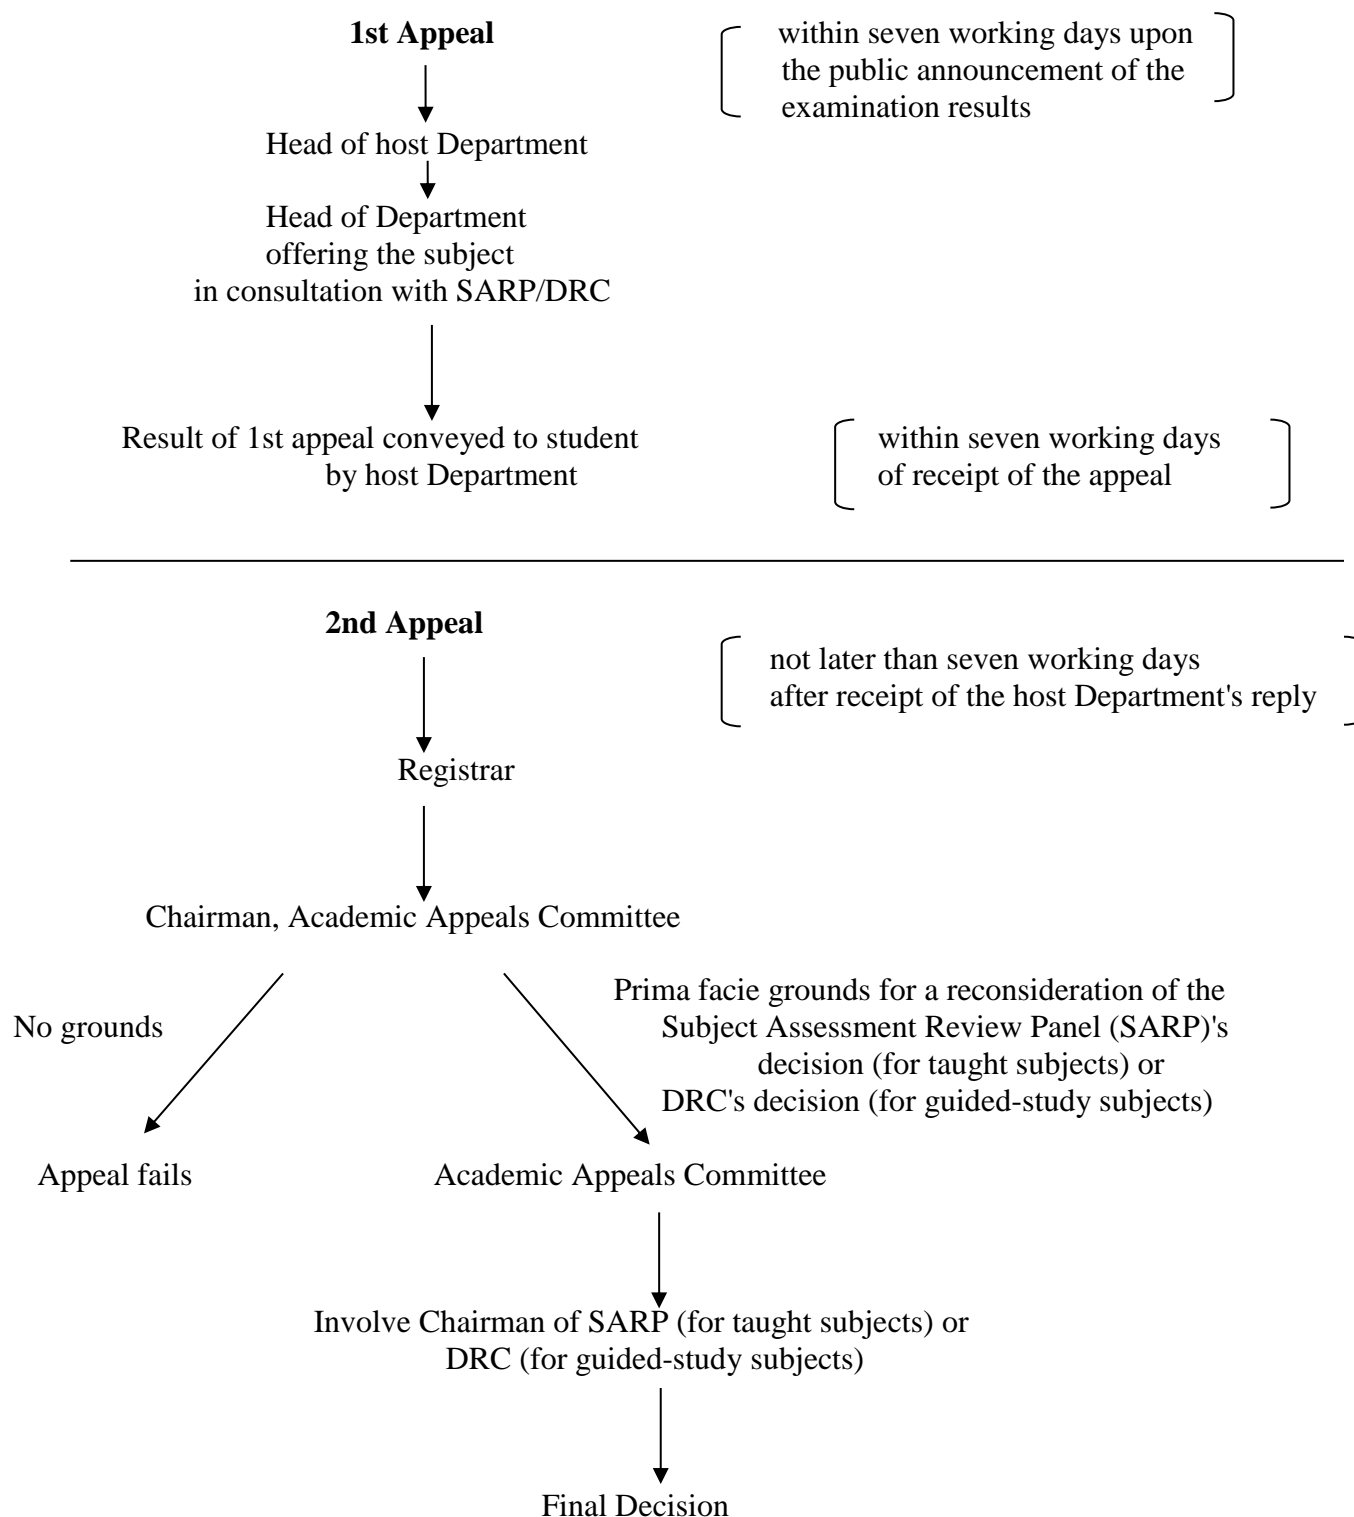 1st Appeal
within seven working days upon
the public announcement of the
examination results
Head of host Department
Head of Department
offering the subject
in consultation with SARP/DRC
Result of 1st appeal conveyed to student
by host Department
within seven working days
of receipt of the appeal
2nd Appeal
not later than seven working days
after receipt of the host Department's reply
Registrar
Chairman, Academic Appeals Committee
No grounds
Prima facie grounds for a reconsideration of the
Subject Assessment Review Panel (SARP)'s
decision (for taught subjects) or
DRC's decision (for guided-study subjects)
Appeal fails
Academic Appeals Committee
Involve Chairman of SARP (for taught subjects) or
DRC (for guided-study subjects)
Final Decision